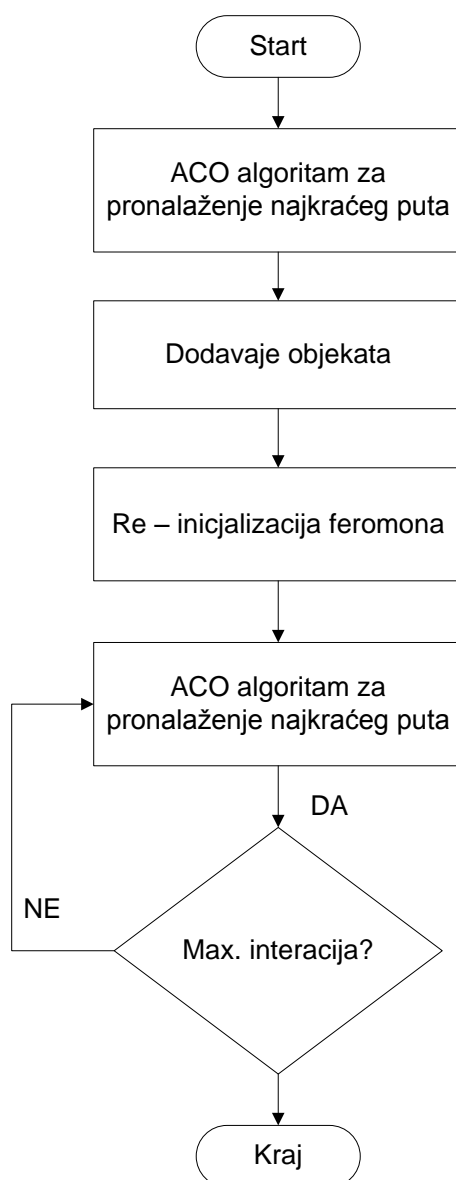 Start
ACO algoritam za
pronalaženje najkraćeg puta
Dodavaje objekata
Re – inicjalizacija feromona
ACO algoritam za
pronalaženje najkraćeg puta
DA
NE
Max. interacija?
Kraj